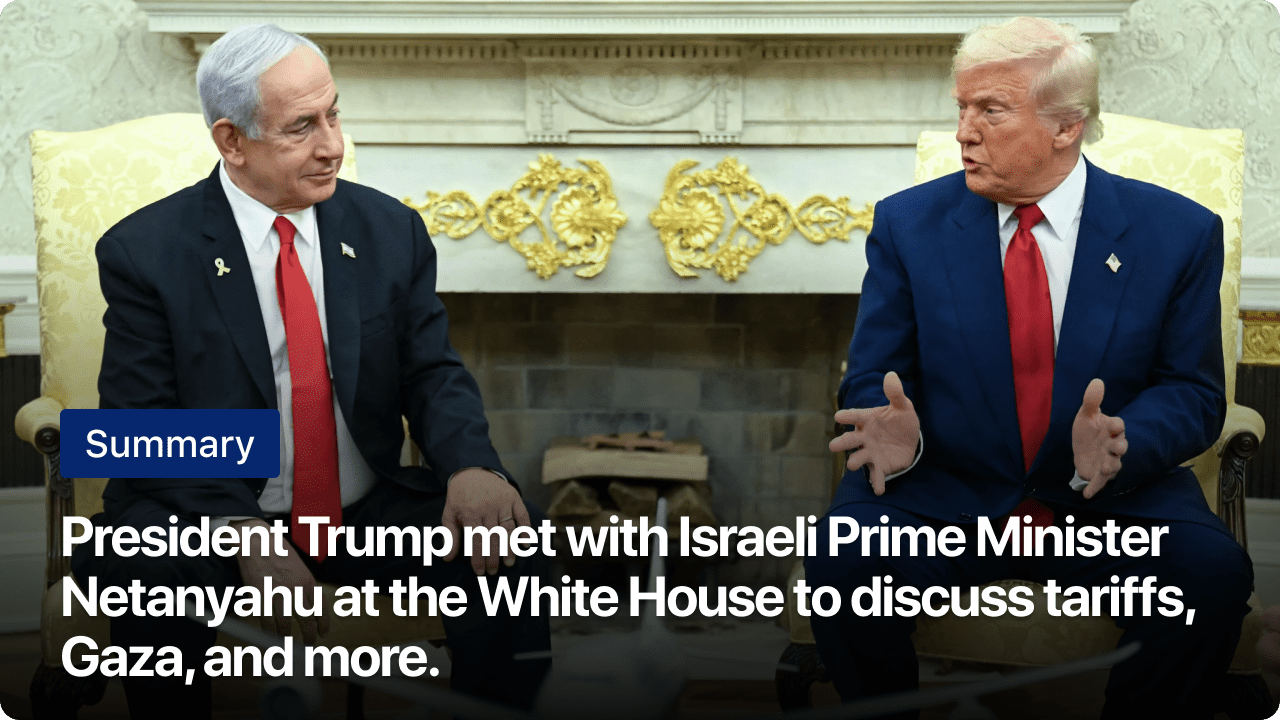 Summary
President Trump met with Israeli Prime Minister
Netanyahu at the White House to discuss tariffs,
Gaza, and more.